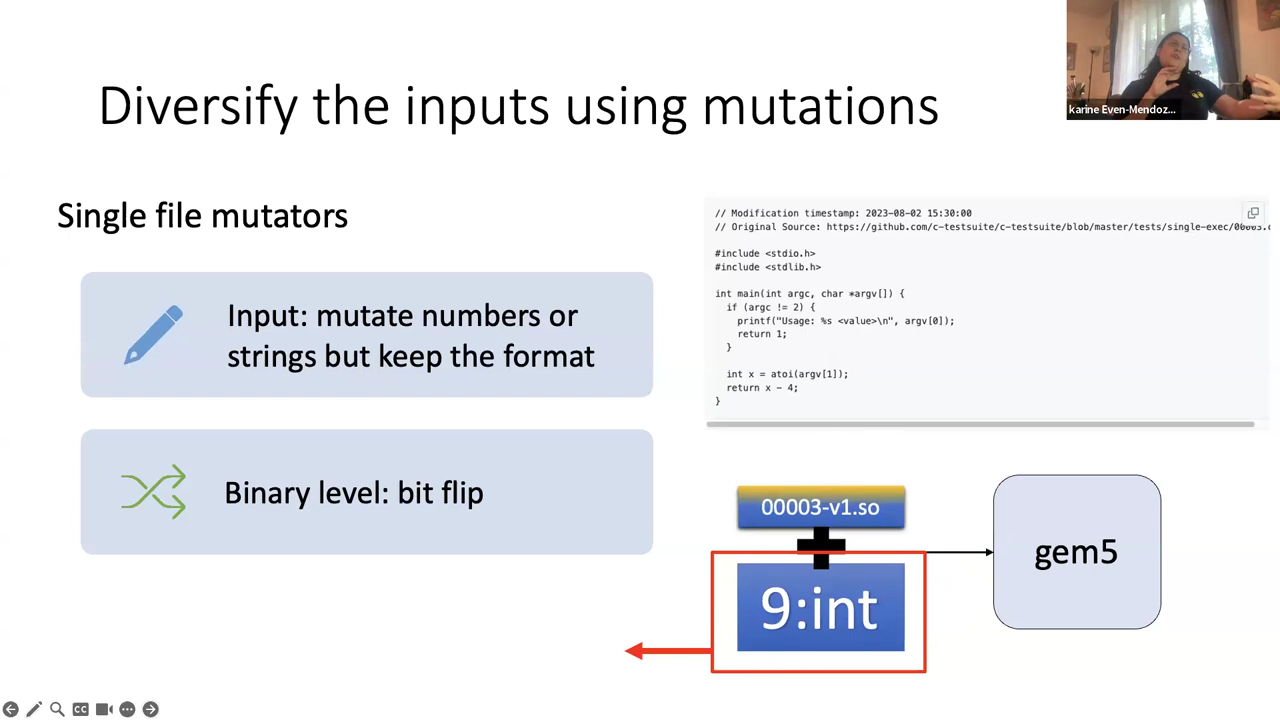 Diversify the inputs using mutations
karine Even-Mendoz...
Single file mutators
Input: mutate numbers or
strings but keep the format
Binary level: bit flip
// Modification timestamp: 2023-08-02 15:30:00
// Original Source: https://github.com/c-testsuite/c-testsuite/blob/master/tests/single-exec/00003.c
#include <stdio.h>
#include <stdlib.h>
int main(int argc, char *argv[]) {
if (argc != 2) {
printf("Usage: %s <value>\n", argv[0]);
return 1;
}
int x = atoi(argv[1]);
return x - 4;
}
00003-v1.so
9:int
gem5
CC